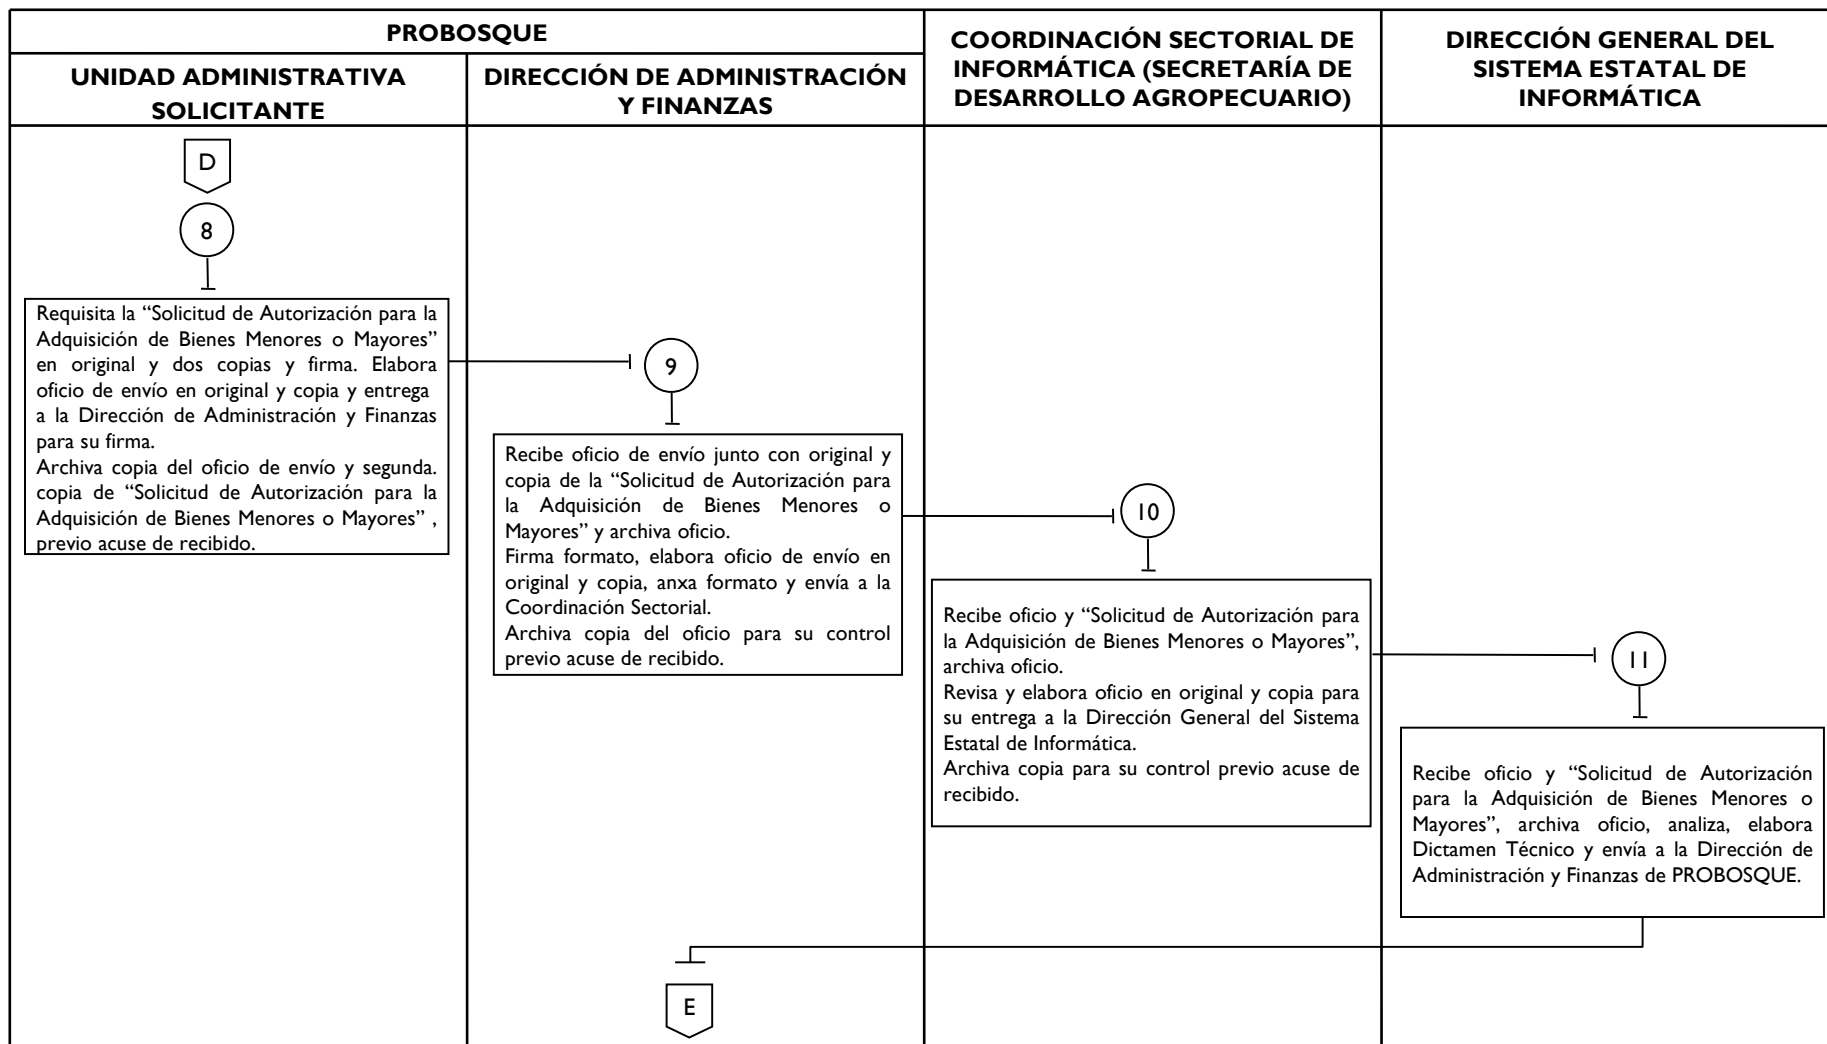 PROBOSQUE
UNIDAD ADMINISTRATIVA
SOLICITANTE
DIRECCIÓN DE ADMINISTRACIÓN
Y FINANZAS
COORDINACIÓN SECTORIAL DE
INFORMÁTICA (SECRETARÍA DE
DESARROLLO AGROPECUARIO)
DIRECCIÓN GENERAL DEL
SISTEMA ESTATAL DE
INFORMÁTICA
D
8
Requisita la “Solicitud de Autorización para la
Adquisición de Bienes Menores o Mayores”
en original y dos copias y firma. Elabora
oficio de envío en original y copia y entrega
a la Dirección de Administración y Finanzas
para su firma.
Archiva copia del oficio de envío y segunda.
copia de “Solicitud de Autorización para la
Adquisición de Bienes Menores o Mayores” ,
previo acuse de recibido.
9
Recibe oficio de envío junto con original y
copia de la “Solicitud de Autorización para
la Adquisición de Bienes Menores o
Mayores” y archiva oficio.
Firma formato, elabora oficio de envío en
original y copia, anxa formato y envía a la
Coordinación Sectorial.
Archiva copia del oficio para su control
previo acuse de recibido.
10
Recibe oficio y “Solicitud de Autorización para
la Adquisición de Bienes Menores o Mayores”,
archiva oficio.
Revisa y elabora oficio en original y copia para
su entrega a la Dirección General del Sistema
Estatal de Informática.
Archiva copia para su control previo acuse de
recibido.
11
Recibe oficio y “Solicitud de Autorización
para la Adquisición de Bienes Menores o
Mayores”, archiva oficio, analiza, elabora
Dictamen Técnico y envía a la Dirección de
Administración y Finanzas de PROBOSQUE.
E